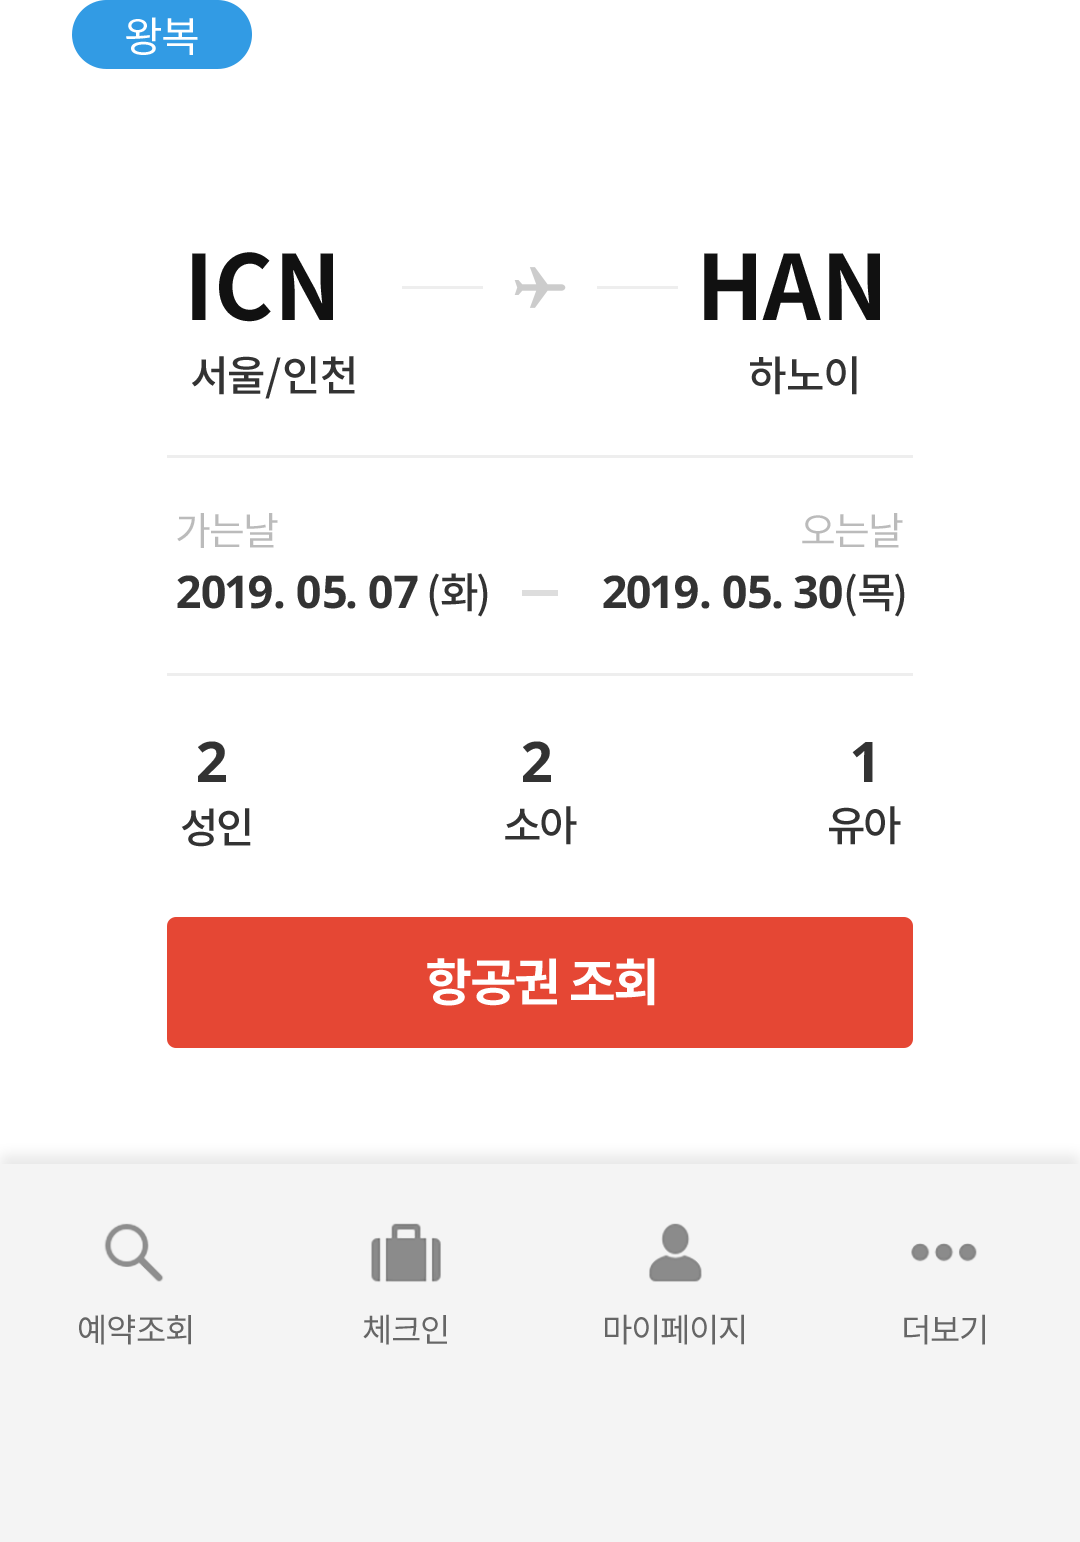 왕복
ICN HAN
서울/인천 하노이
가는날 오는날
2019. 05. 07 (화) — 2019. 05. 30(목)
2 2 1
성인 소아 유아
항공권 조회
예약조회 체크인 마이페이지 더보기